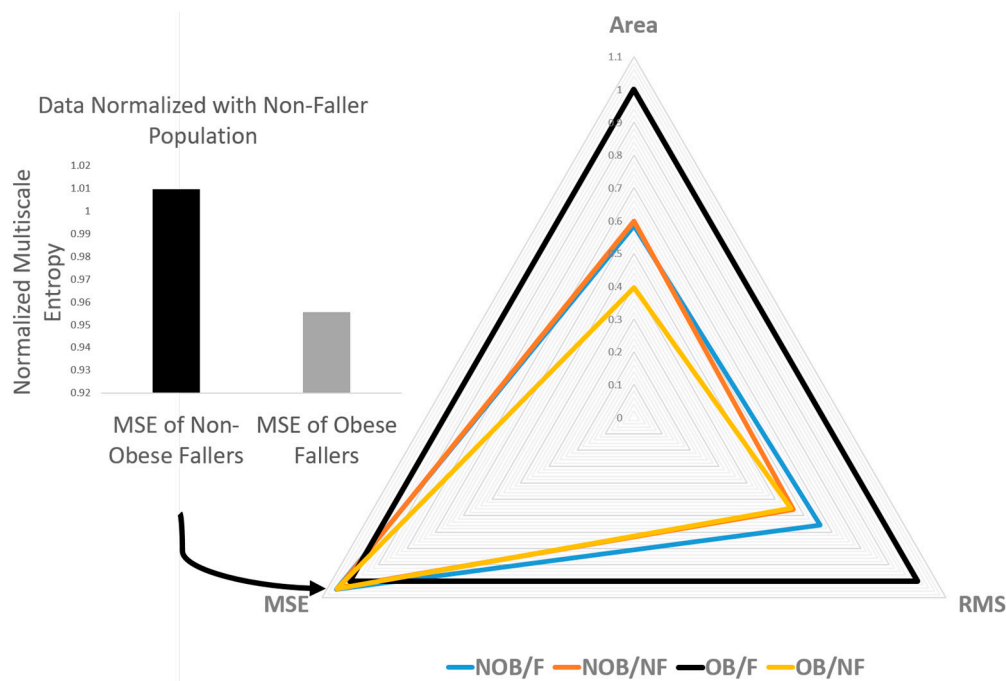 Data Normalized with Non-Faller
Population
Normalized Multiscale
Entropy
1.02
1.01
1
0.99
0.98
0.97
0.96
0.95
0.94
0.93
0.92
MSE of Non-
Obese Fallers
MSE of Obese
Fallers
Area
1.1
1
0.9
0.8
0.7
0.6
0.5
0.4
0.3
0.2
0.1
0
MSE
RMS
NOB/F
NOB/NF
OB/F
OB/NF